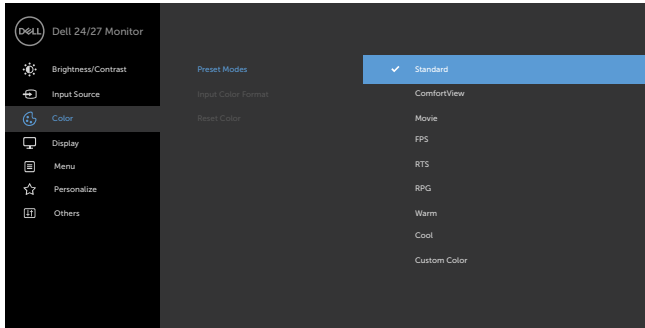 DELL Dell 24/27 Monitor
Brightness/Contrast
Input Source
Color
Display
Menu
Personalize
Others
Preset Modes
Input Color Format
Reset Color
Standard
ComfortView
Movie
FPS
RTS
RPG
Warm
Cool
Custom Color